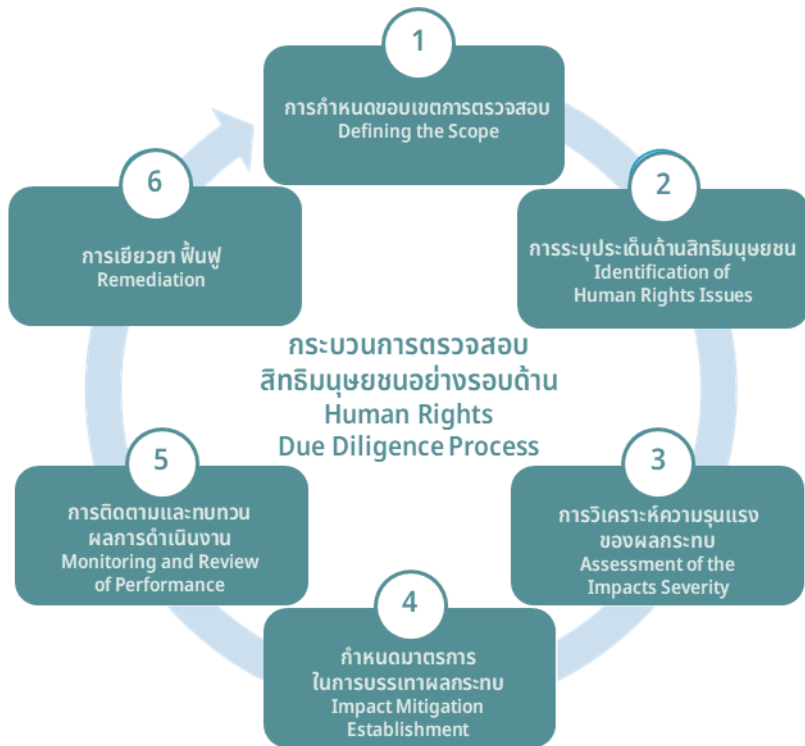 1
การกำหนดขอบเขตการตรวจสอบ
Defining the Scope
2
การระบุประเด็นด้านสิทธิมนุษยชน
Identification of
Human Rights Issues
3
การวิเคราะห์ความรุนแรง
ของผลกระทบ
Assessment of the
Impacts Severity
4
กำหนดมาตรการ
ในการบรรเทาผลกระทบ
Impact Mitigation
Establishment
5
การติดตามและทบทวน
ผลการดำเนินงาน
Monitoring and Review
of Performance
6
การเยียวยา ฟื้นฟู
Remediation
กระบวนการตรวจสอบ
สิทธิมนุษยชนอย่างรอบด้าน
Human Rights
Due Diligence Process